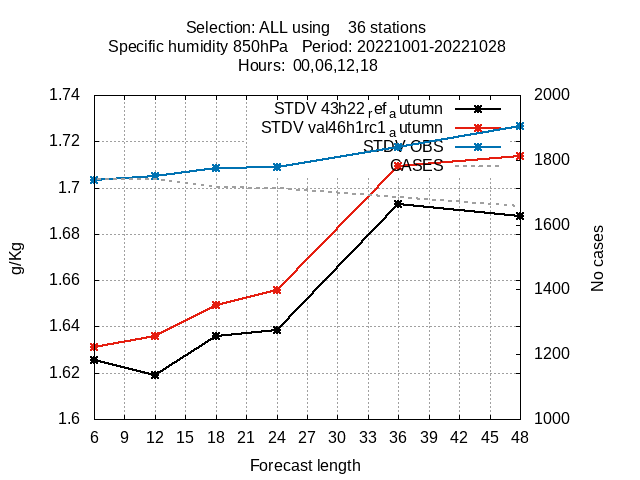 Selection: ALL using 36 stations
Specific humidity 850hPa Period: 20221001-20221028
Hours: 00,06,12,18
STDV 43h22_ref_autumn
STDV val46h1rc1_autumn
STDV OBS
CASES
1.74
1.72
1.7
1.68
1.66
1.64
1.62
1.6
g/Kg
2000
1800
1600
1400
1200
1000
No cases
6 9 12 15 18 21 24 27 30 33 36 39 42 45 48
Forecast length